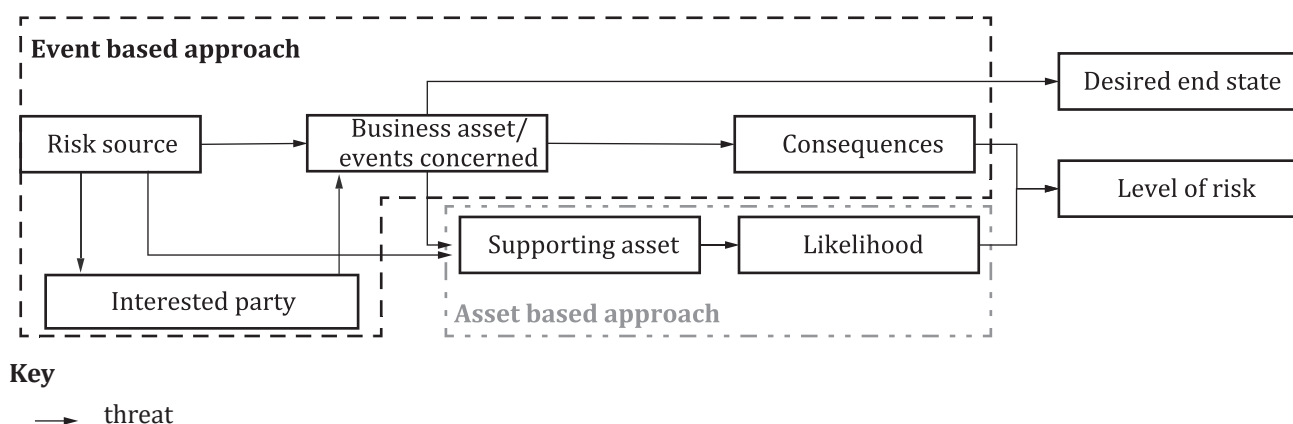 Event based approach
Desired end state
Risk source
Business asset/
events concerned
Consequences
Level of risk
Supporting asset
Likelihood
Interested party
Asset based approach
Key
threat